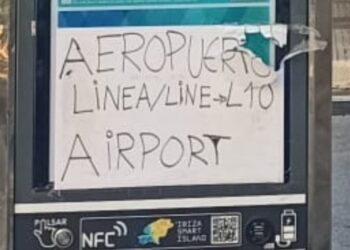 AEROPUERTO
LINEA/LINE→L10
AiRPORT
PULSAR
NFC
IBIZA
SMART
ISLAND